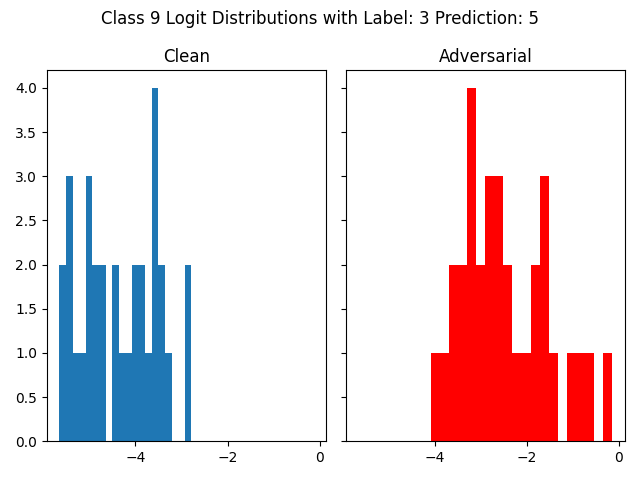 Class 9 Logit Distributions with Label: 3 Prediction: 5
Clean
Adversarial
4.0
3.5
3.0
2.5
2.0
1.5
1.0
0.5
0.0
−4 −2 0
−4 −2 0